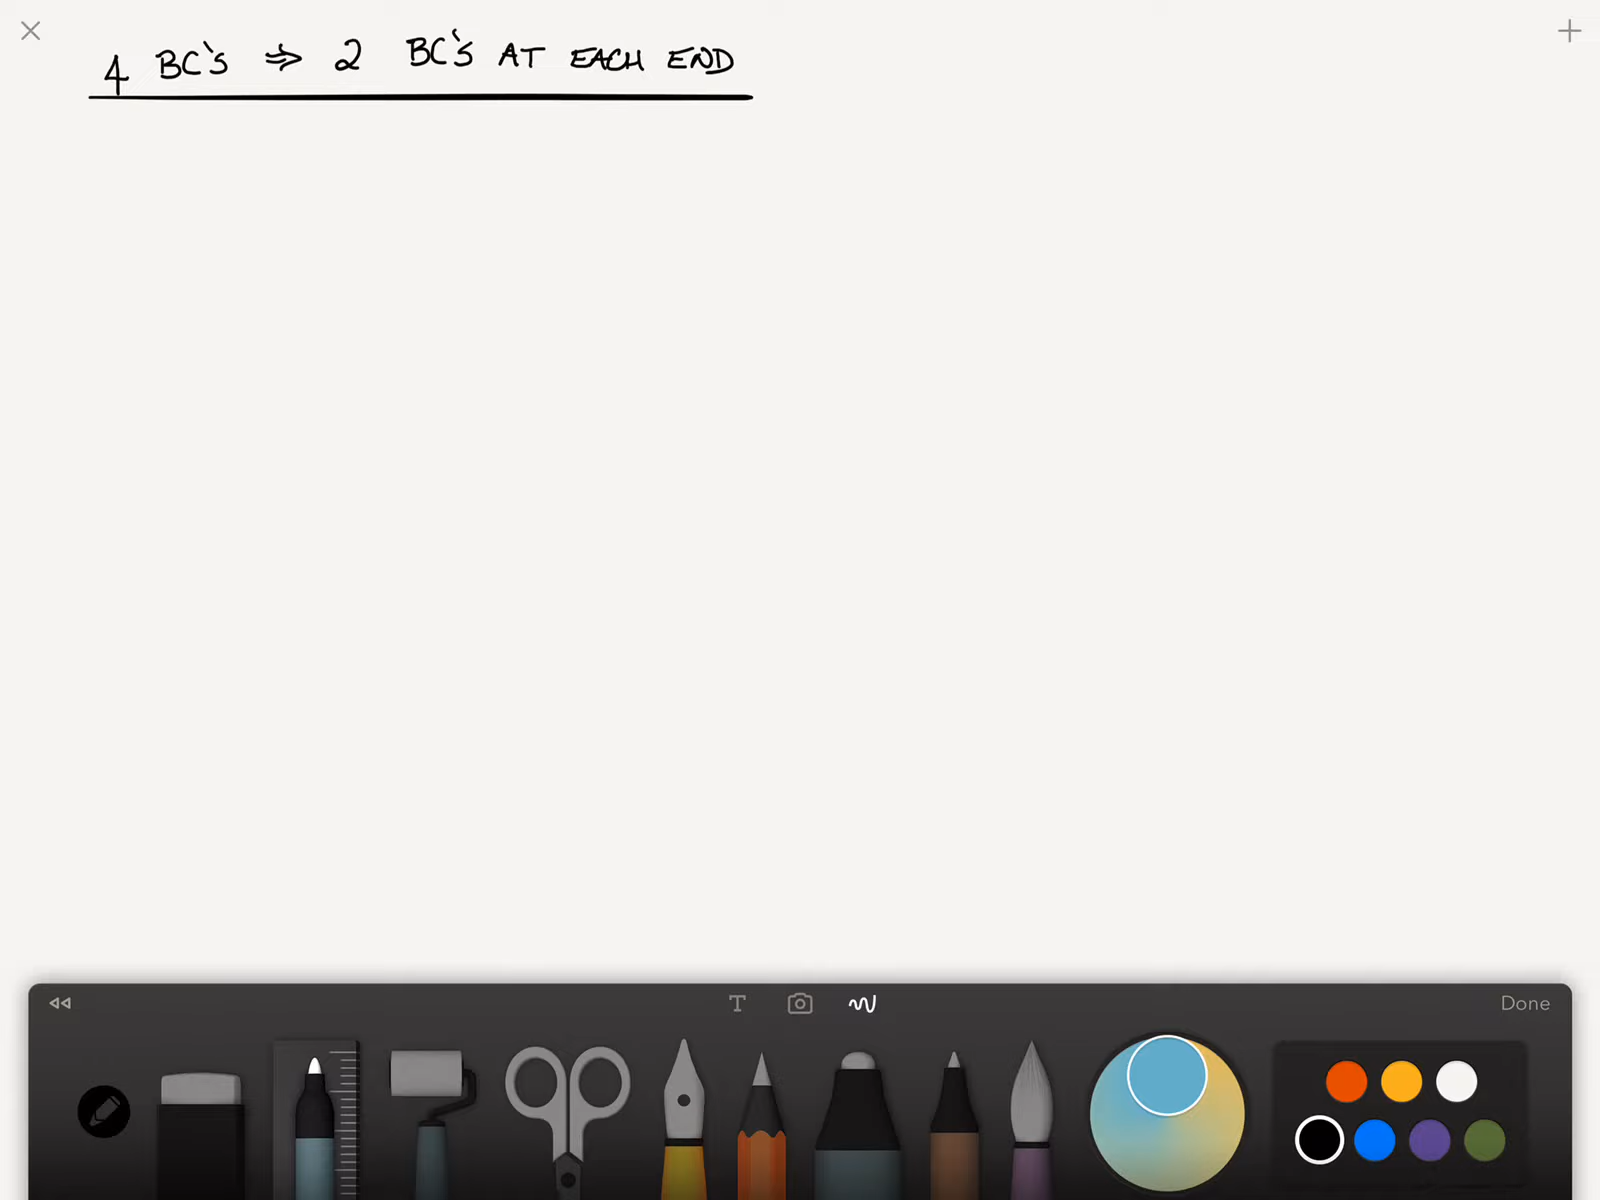 4 BC's ⇒ 2 BC's AT EACH END
T
Done